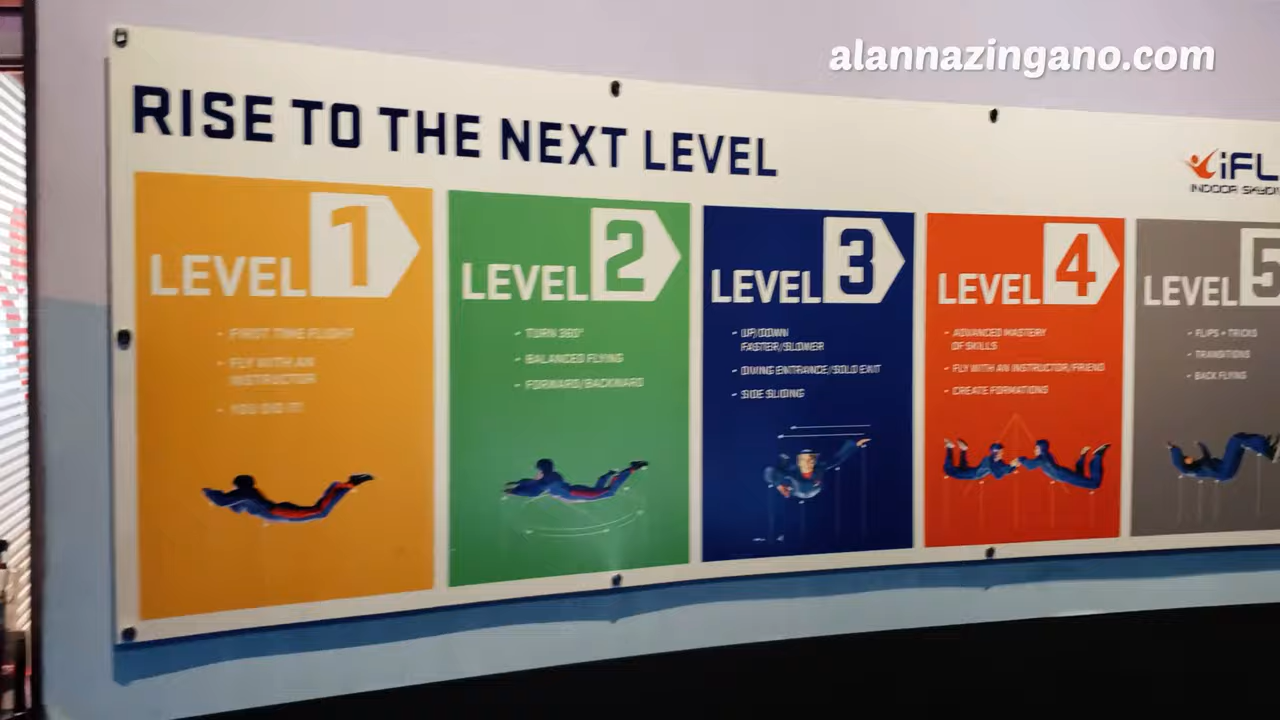 alannazingano.com
RISE TO THE NEXT LEVEL
iFL
INDOOR SKYDI
LEVEL 1
• FIRST TIME FLIGHT
• FLY WITH AN
INSTRUCTOR
• YOU DID IT!
LEVEL 2
• TURN 360°
• BALANCED FLYING
• FORWARD/BACKWARD
LEVEL 3
• UP/DOWN
FASTER/SLOWER
• DIVING ENTRANCE/SOLO EXIT
• SIDE SLIDING
LEVEL 4
• ADVANCED MASTERY
OF SKILLS
• FLY WITH AN INSTRUCTOR/FRIEND
• CREATE FORMATIONS
LEVEL 5
• FLIPS + TRICKS
• TRANSITIONS
• BACK FLYING